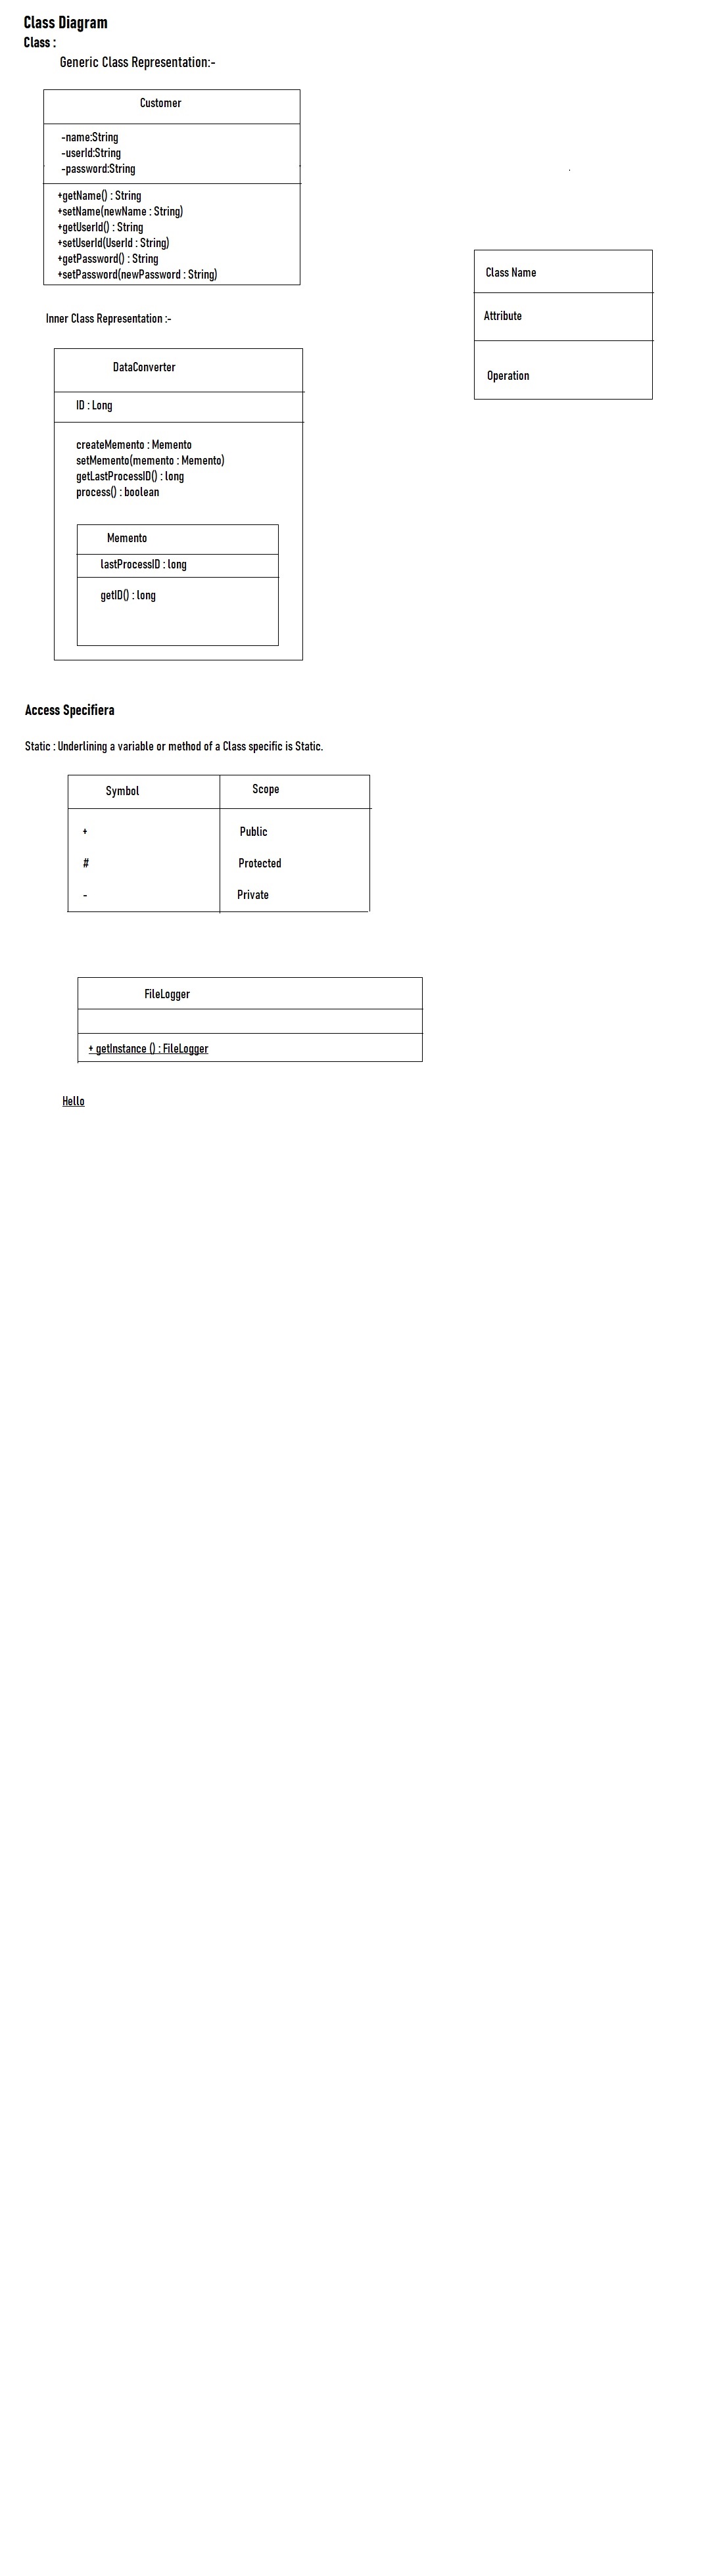 Class Diagram
Class :
Generic Class Representation:-
Customer
-name:String
-userId:String
-password:String
+getName() : String
+setName(newName : String)
+getUserId() : String
+setUserId(UserId : String)
+getPassword() : String
+setPassword(newPassword : String)
Class Name
Attribute
Operation
Inner Class Representation :-
DataConverter
ID : Long
createMemento : Memento
setMemento(memento : Memento)
getLastProcessID() : long
process() : boolean
Memento
lastProcessID : long
getID() : long
Access Specifiera
Static : Underlining a variable or method of a Class specific is Static.
Symbol Scope
+ Public
# Protected
- Private
FileLogger
+ getInstance () : FileLogger
Hello